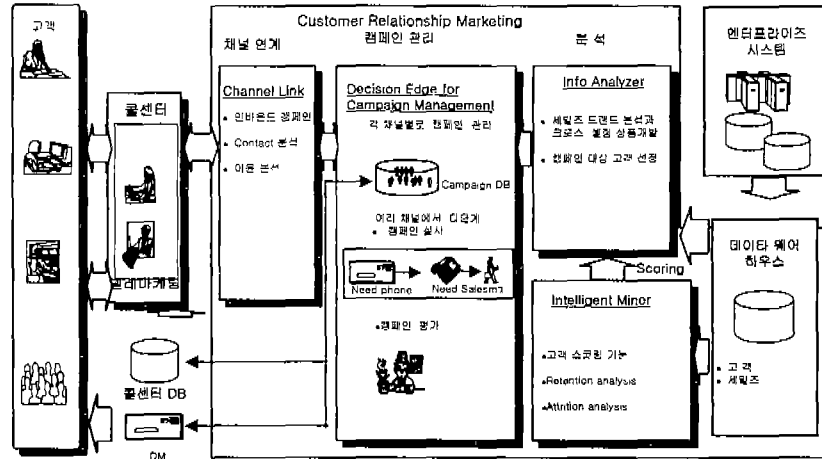 고객
콜센터
텔레마케팅
콜센터 DB
DM
Customer Relationship Marketing
채널 연계
캠페인 관리
분 석
Channel Link
• 인바운드 캠페인
• Contact 분석
• 이동 분석
Decision Edge for
Campaign Management
각 채널별로 캠페인 관리
Campaign DB
여러 채널에서
• 캠페인 실시
Need phone
Need Salesmn
•캠페인 평가
Info Analyzer
• 세일즈 트랜드 분석과
크로스 셀링 상품개발
• 캠페인 대상 고객 선정
Scoring
Intelligent Miner
•고객 스코링 기능
•Retention analysis
•Attrition analysis
엔터프라이즈
시스템
데이타 웨어
하우스
• 고객
• 세일즈